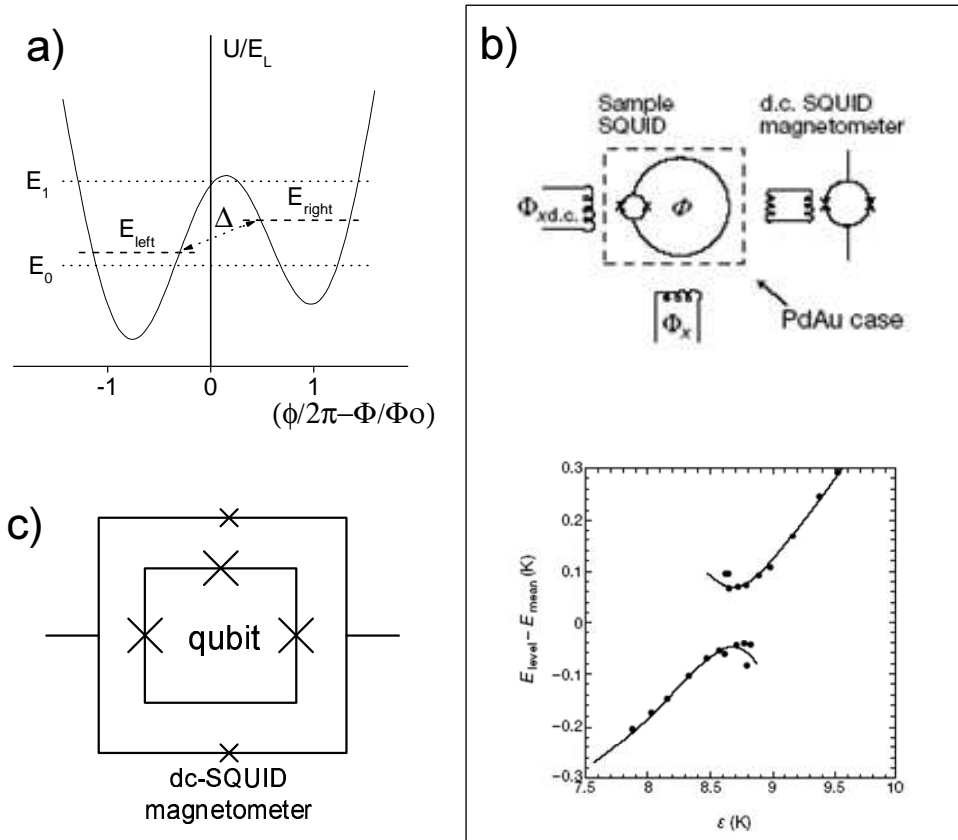 a)
U/E_L
E_1
E_right
Δ
E_left
E_0
-1
0
1
(ϕ/2π–Φ/Φo)
b)
Sample
SQUID
d.c. SQUID
magnetometer
Φ_xd.c.
Φ
Φ_x
PdAu case
0.3
0.2
0.1
0
–0.1
–0.2
–0.3
E_level – E_mean (K)
7.5
8
8.5
9
9.5
10
ε (K)
c)
qubit
dc-SQUID
magnetometer